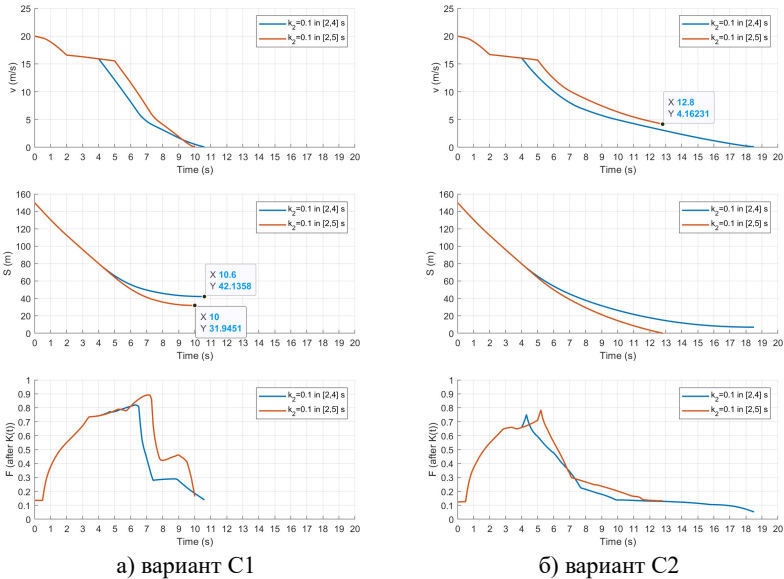 v (m/s)
25
20
15
10
5
0
0 1 2 3 4 5 6 7 8 9 10 11 12 13 14 15 16 17 18 19 20
Time (s)
k2=0.1 in [2,4] s
k2=0.1 in [2,5] s
v (m/s)
25
20
15
10
5
0
0 1 2 3 4 5 6 7 8 9 10 11 12 13 14 15 16 17 18 19 20
Time (s)
k2=0.1 in [2,4] s
k2=0.1 in [2,5] s
X 12.8
Y 4.16231
S (m)
160
140
120
100
80
60
40
20
0
0 1 2 3 4 5 6 7 8 9 10 11 12 13 14 15 16 17 18 19 20
Time (s)
k2=0.1 in [2,4] s
k2=0.1 in [2,5] s
X 10.6
Y 42.1358
X 10
Y 31.9451
S (m)
160
140
120
100
80
60
40
20
0
0 1 2 3 4 5 6 7 8 9 10 11 12 13 14 15 16 17 18 19 20
Time (s)
k2=0.1 in [2,4] s
k2=0.1 in [2,5] s
F (after K(t))
1
0.9
0.8
0.7
0.6
0.5
0.4
0.3
0.2
0.1
0
0 1 2 3 4 5 6 7 8 9 10 11 12 13 14 15 16 17 18 19 20
Time (s)
k2=0.1 in [2,4] s
k2=0.1 in [2,5] s
F (after K(t))
1
0.9
0.8
0.7
0.6
0.5
0.4
0.3
0.2
0.1
0
0 1 2 3 4 5 6 7 8 9 10 11 12 13 14 15 16 17 18 19 20
Time (s)
k2=0.1 in [2,4] s
k2=0.1 in [2,5] s
а) вариант С1
б) вариант С2